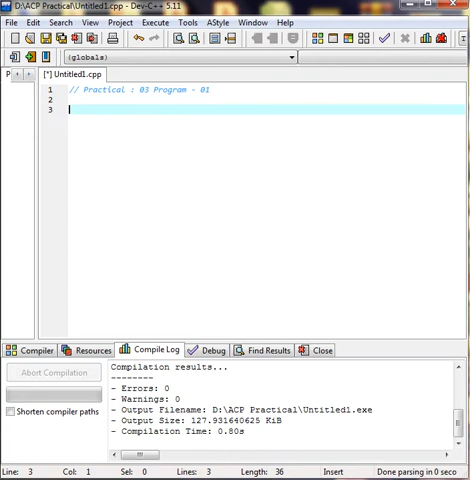 D:\ACP Practical\Untitled1.cpp - Dev-C++ 5.11
File Edit Search View Project Execute Tools AStyle Window Help
(globals)
P
[*] Untitled1.cpp
1 // Practical : 03 Program - 01
2
3
Compiler Resources Compile Log Debug Find Results Close
Abort Compilation
Shorten compiler paths
Compilation results...
--------
- Errors: 0
- Warnings: 0
- Output Filename: D:\ACP Practical\Untitled1.exe
- Output Size: 127.931640625 KiB
- Compilation Time: 0.80s
Line: 3 Col: 1 Sel: 0 Lines: 3 Length: 36 Insert Done parsing in 0 seco